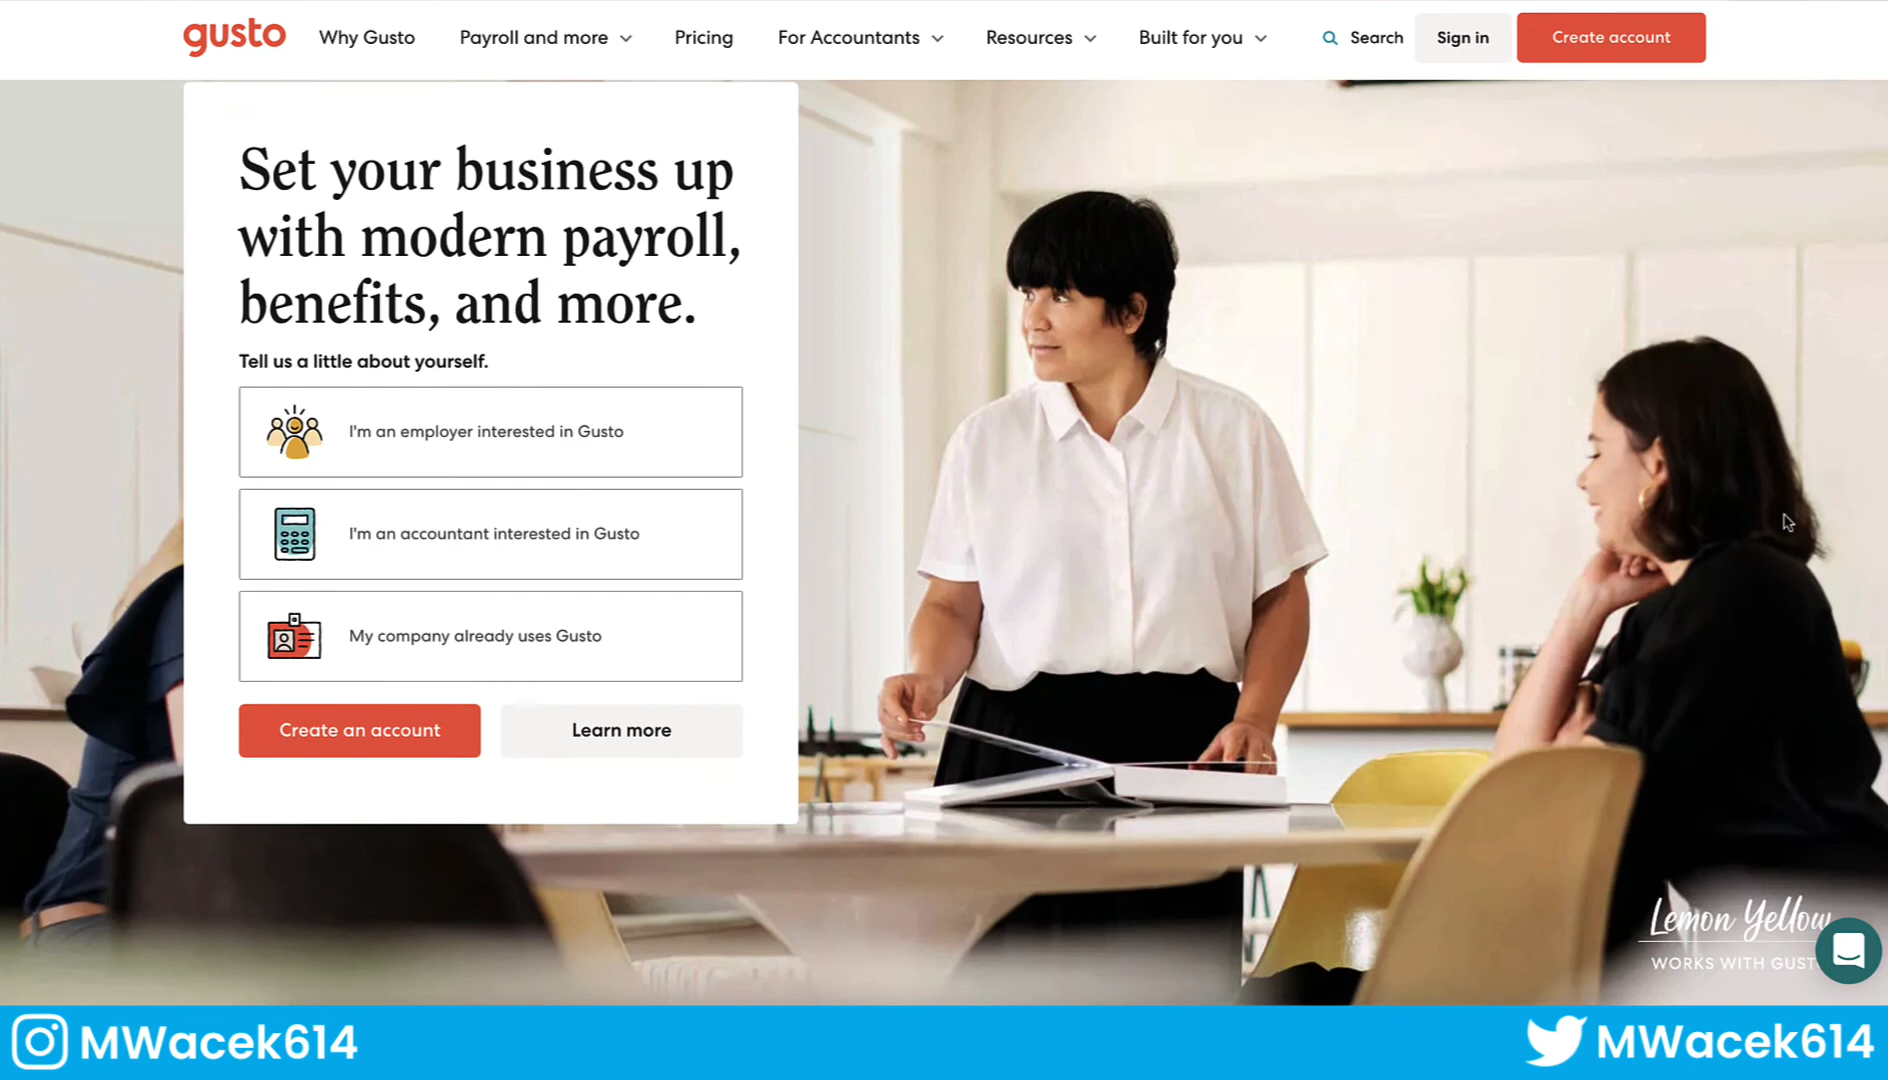 gusto
Why Gusto
Payroll and more
Pricing
For Accountants
Resources
Built for you
Search
Sign in
Create account
Set your business up
with modern payroll,
benefits, and more.
Tell us a little about yourself.
I'm an employer interested in Gusto
I'm an accountant interested in Gusto
My company already uses Gusto
Create an account
Learn more
Lemon Yellow
WORKS WITH GUST
MWacek614
MWacek614